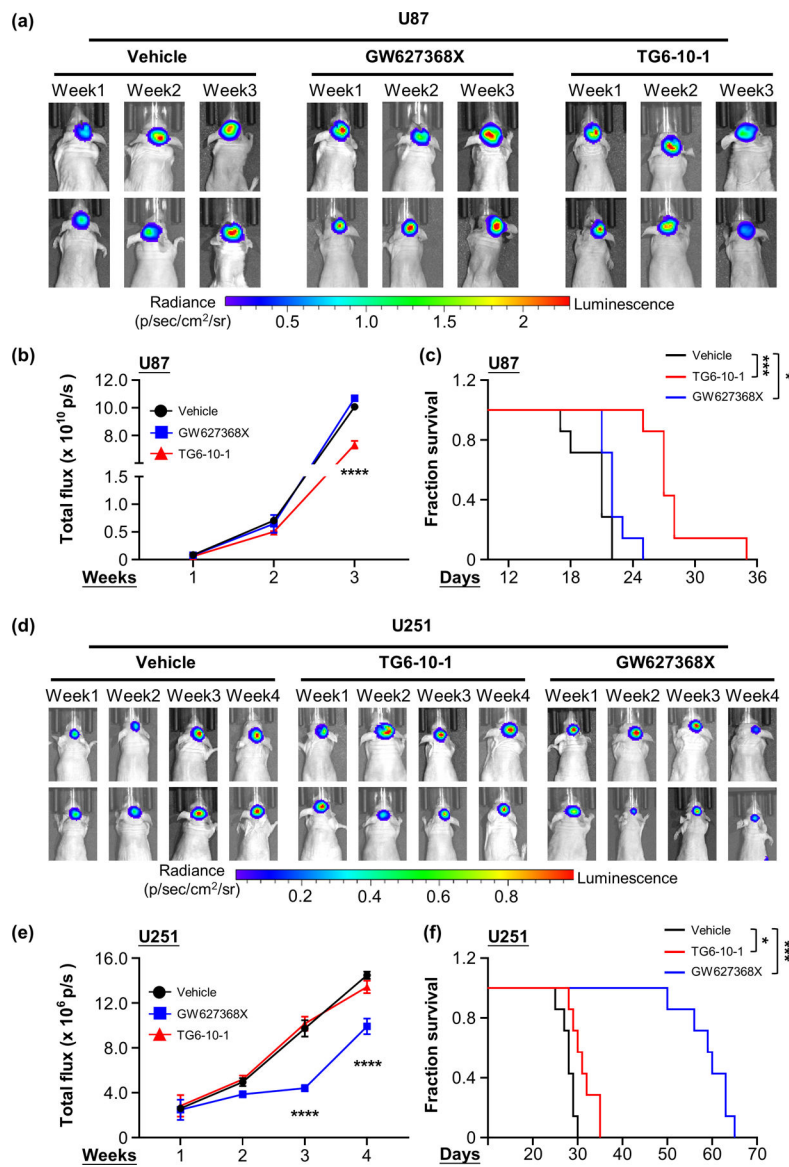 (a)
U87
Vehicle GW627368X TG6-10-1
Week1 Week2 Week3 Week1 Week2 Week3 Week1 Week2 Week3
Radiance
(p/sec/cm²/sr)
0.5 1.0 1.5 2
Luminescence
(b)
U87
Total flux (x 10¹⁰ p/s)
12.0
10.0
8.0
1.5
1.0
0.5
0
Vehicle
GW627368X
TG6-10-1
****
Weeks 1 2 3
(c)
U87
Vehicle
TG6-10-1
GW627368X
***
*
Fraction survival
1.2
0.8
0.4
0
Days 12 18 24 30 36
(d)
U251
Vehicle TG6-10-1 GW627368X
Week1 Week2 Week3 Week4 Week1 Week2 Week3 Week4 Week1 Week2 Week3 Week4
Radiance
(p/sec/cm²/sr)
0.2 0.4 0.6 0.8
Luminescence
(e)
U251
Total flux (x 10⁶ p/s)
16.0
12.0
8.0
4.0
0
Vehicle
GW627368X
TG6-10-1
****
****
Weeks 1 2 3 4
(f)
U251
Vehicle
TG6-10-1
GW627368X
*
***
Fraction survival
1.2
0.8
0.4
0
Days 20 30 40 50 60 70